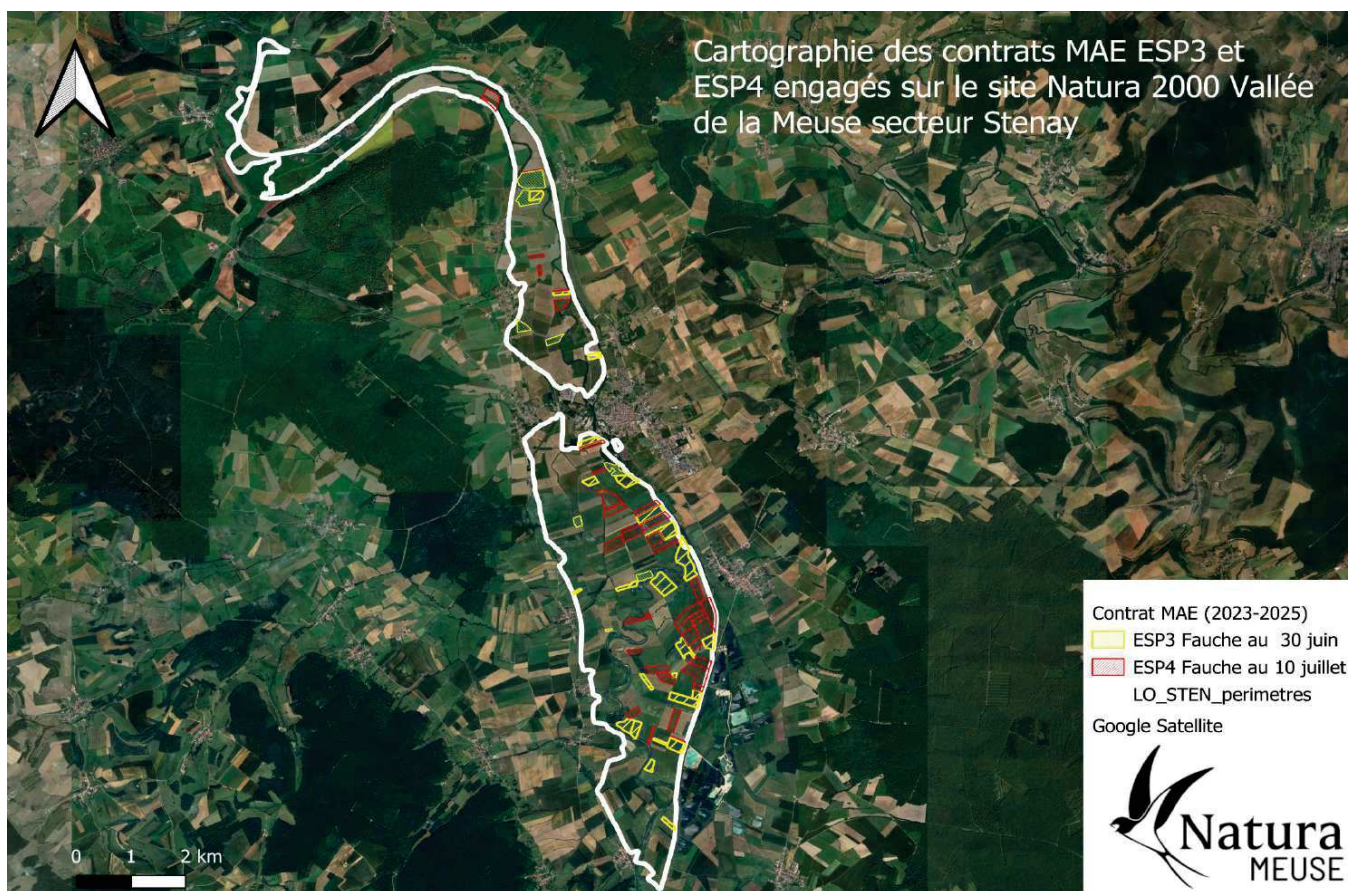 Cartographie des contrats MAE ESP3 et
ESP4 engagés sur le site Natura 2000 Vallée
de la Meuse secteur Stenay
Contrat MAE (2023-2025)
ESP3 Fauche au 30 juin
ESP4 Fauche au 10 juillet
LO_STEN_perimetres
Google Satellite
Natura
MEUSE
0 1 2 km